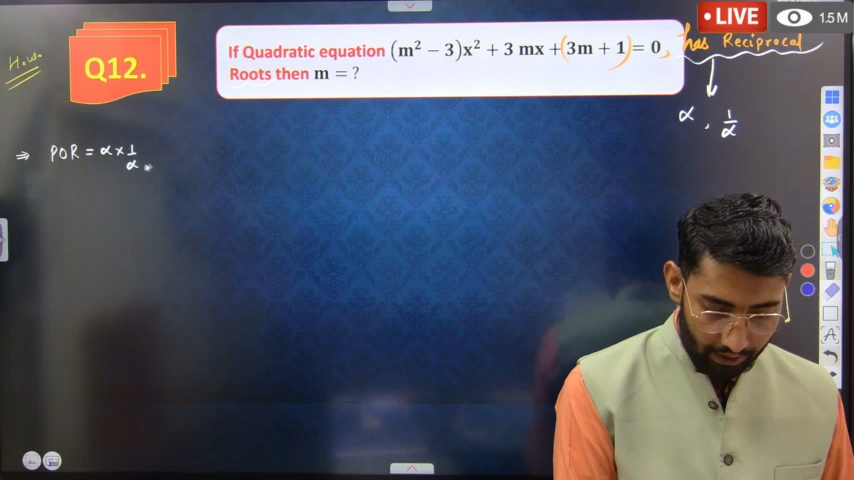 • LIVE 1.5M
H.W.
Q12.
If Quadratic equation (m² − 3)x² + 3 mx + (3m + 1) = 0, has Reciprocal
Roots then m = ?
α , 1/α
⇒ POR = α × 1/α
A